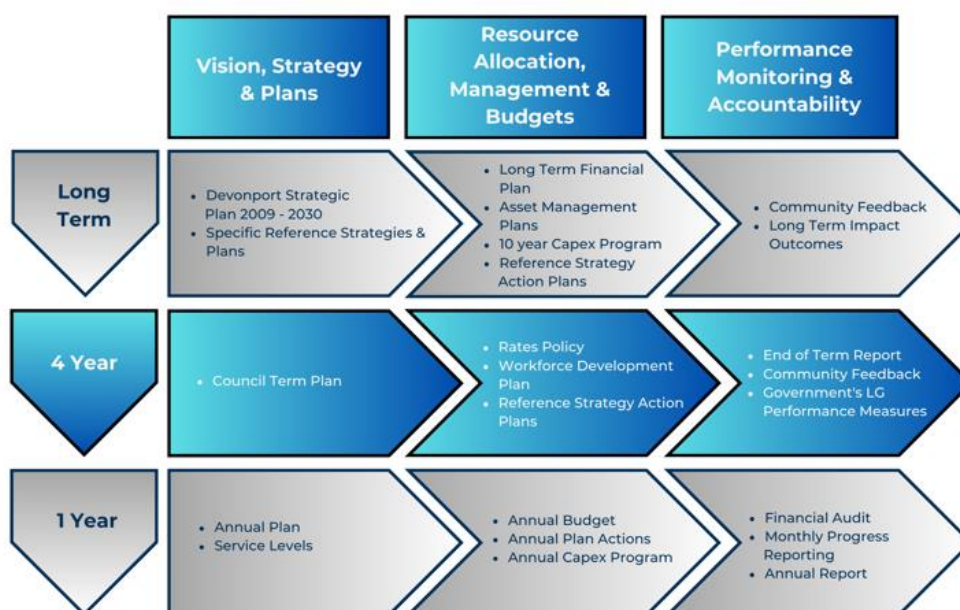 Vision, Strategy
& Plans
Resource
Allocation,
Management &
Budgets
Performance
Monitoring &
Accountability
Long
Term
• Devonport Strategic
Plan 2009 - 2030
• Specific Reference Strategies &
Plans
• Long Term Financial
Plan
• Asset Management
Plans
• 10 year Capex Program
• Reference Strategy
Action Plans
• Community Feedback
• Long Term Impact
Outcomes
4 Year
• Council Term Plan
• Rates Policy
• Workforce Development
Plan
• Reference Strategy Action
Plans
• End of Term Report
• Community Feedback
• Government's LG
Performance Measures
1 Year
• Annual Plan
• Service Levels
• Annual Budget
• Annual Plan Actions
• Annual Capex Program
• Financial Audit
• Monthly Progress
Reporting
• Annual Report